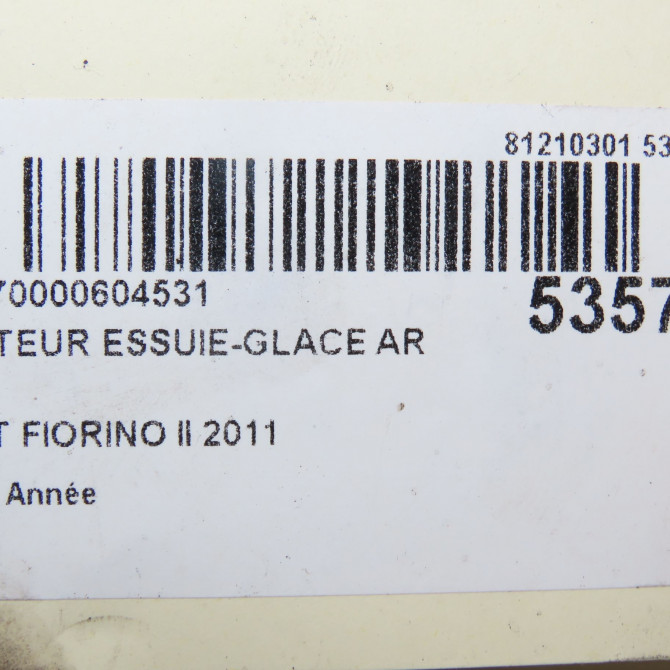 81210301 53
70000604531
5357
TEUR ESSUIE-GLACE AR
T FIORINO II 2011
Année